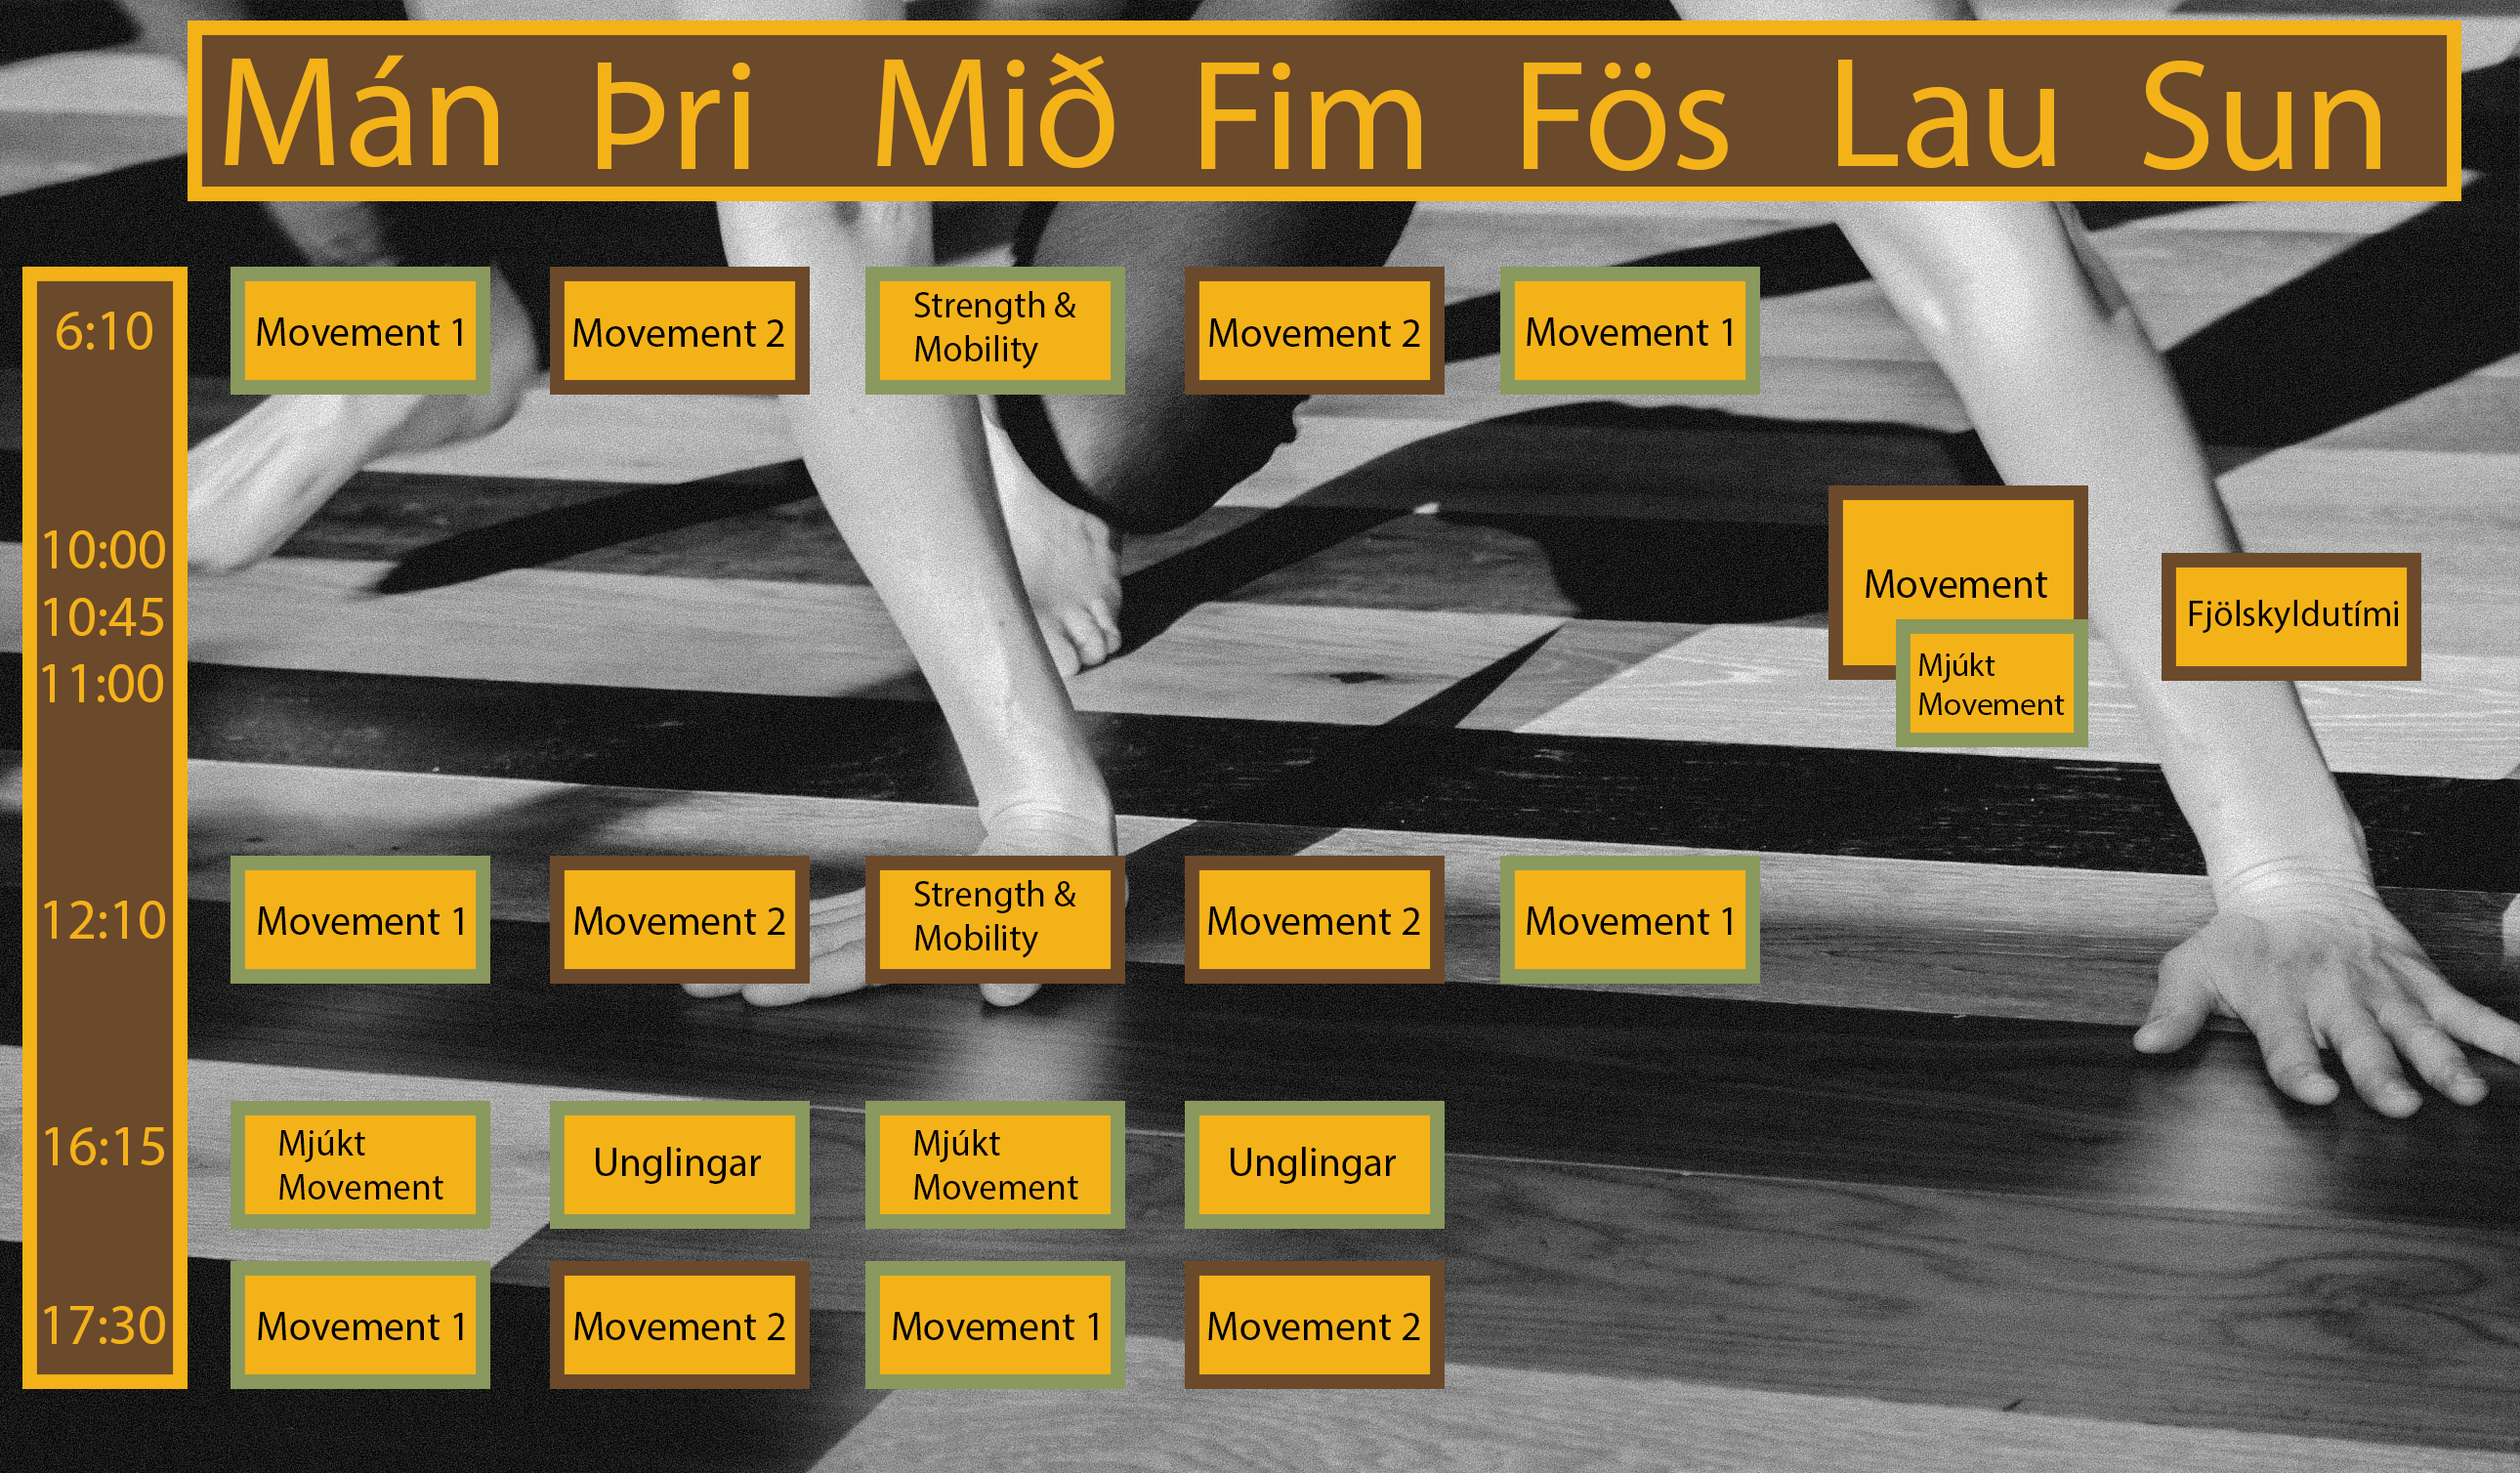 Mán Þri Mið Fim Fös Lau Sun
6:10
Movement 1
Movement 2
Strength &
Mobility
Movement 2
Movement 1
10:00
10:45
11:00
Movement
Mjúkt
Movement
Fjölskyldutími
12:10
Movement 1
Movement 2
Strength &
Mobility
Movement 2
Movement 1
16:15
Mjúkt
Movement
Unglingar
Mjúkt
Movement
Unglingar
17:30
Movement 1
Movement 2
Movement 1
Movement 2